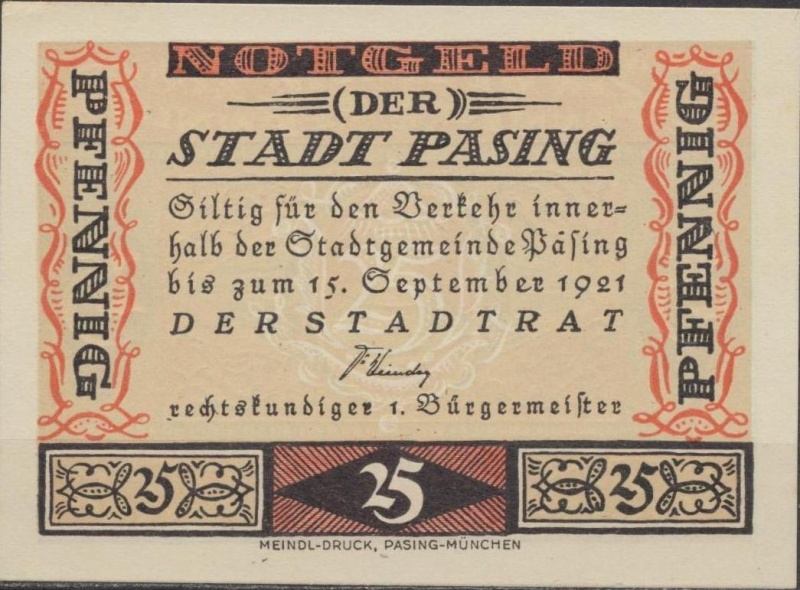 NOTGELD
(DER)
STADT PASING
PFENNIG
Giltig für den Verkehr inner=
halb der Stadtgemeinde Päsing
bis zum 15. September 1921
DER STADTRAT
rechtskundiger 1. Bürgermeister
PFENNIG
25 25 25
MEINDL-DRUCK, PASING-MÜNCHEN